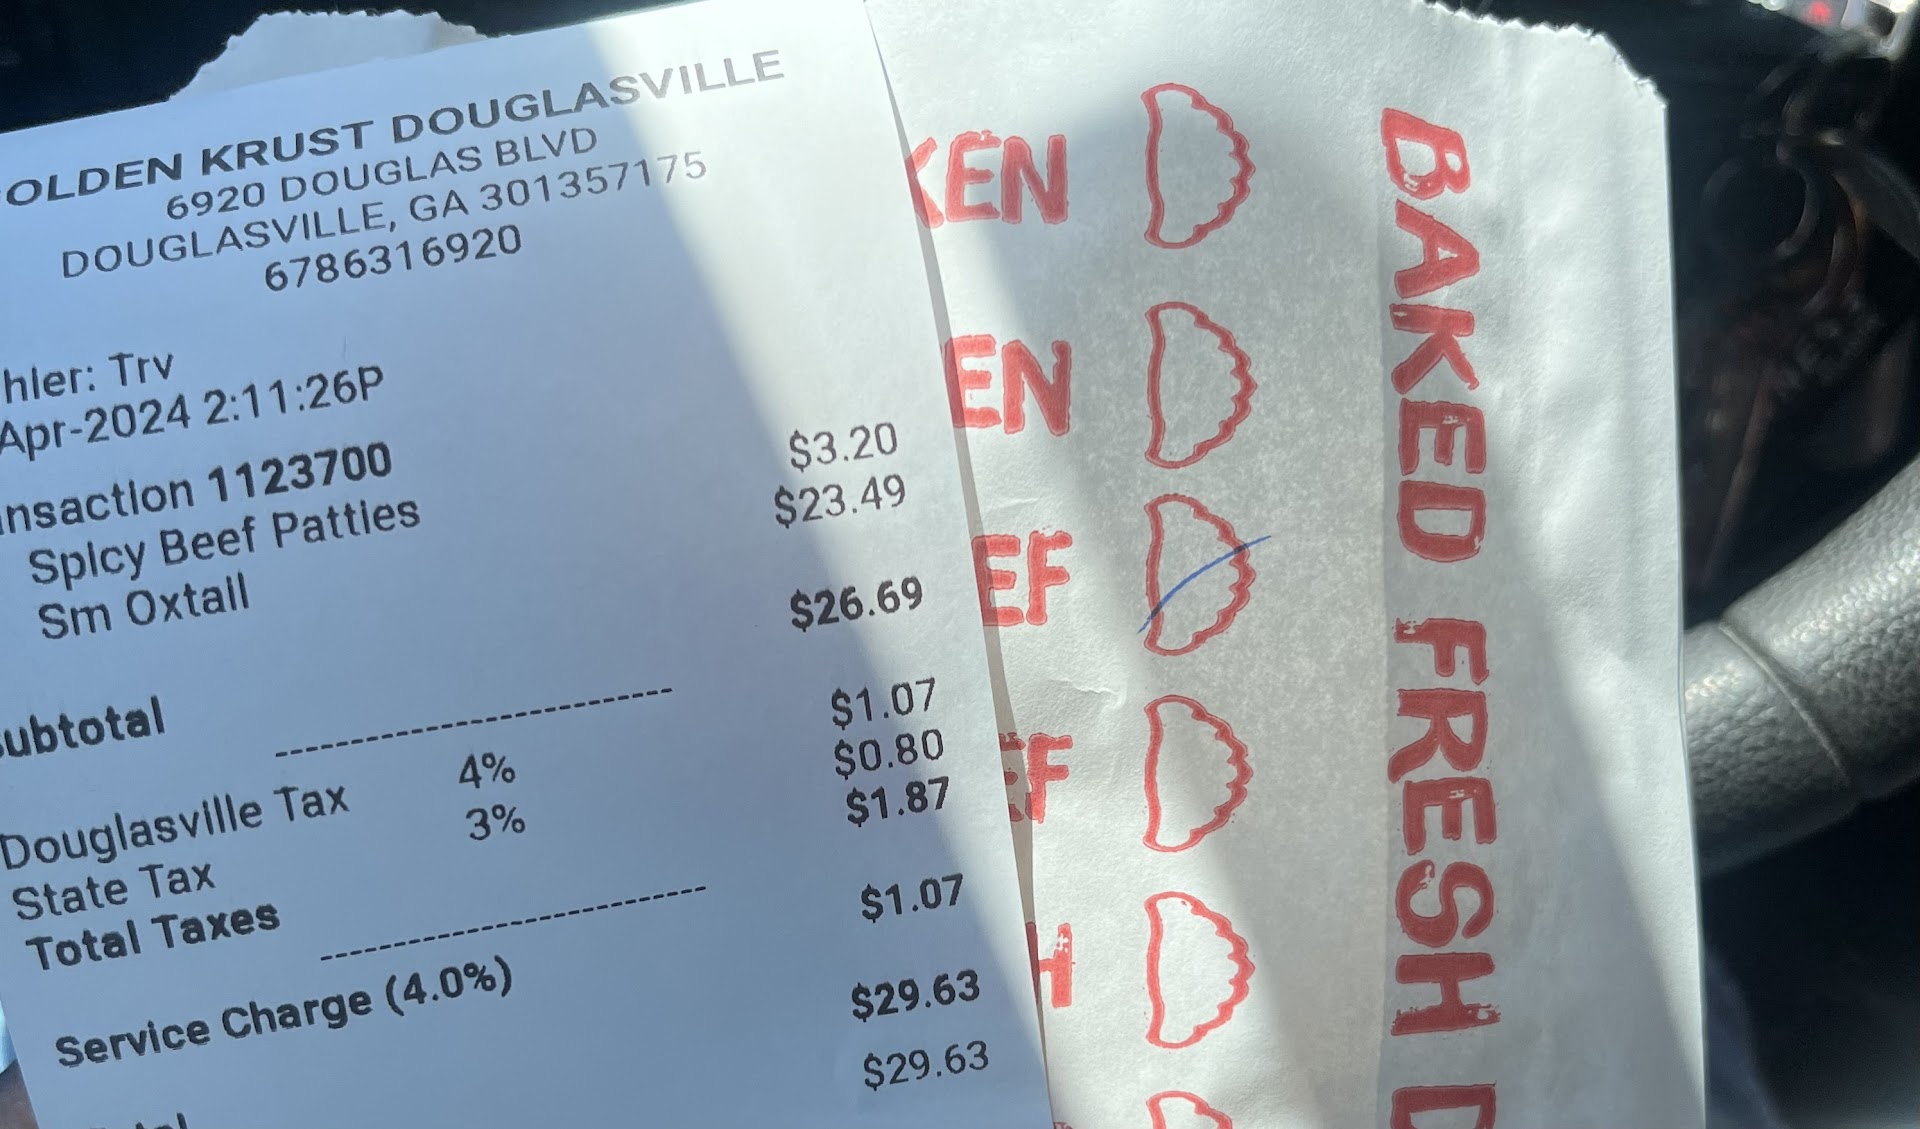 OLDEN KRUST DOUGLASVILLE
6920 DOUGLAS BLVD
DOUGLASVILLE, GA 301357175
6786316920
hier: Trv
Apr-2024 2:11:26P
nsaction 1123700
Spicy Beef Patties $3.20
Sm Oxtail $23.49
ubtotal $26.69
Douglasville Tax 4% $1.07
State Tax 3% $0.80
Total Taxes $1.87
Service Charge (4.0%) $1.07
$29.63
$29.63
KEN
EN
EF
EF
H
BAKED FRESH D